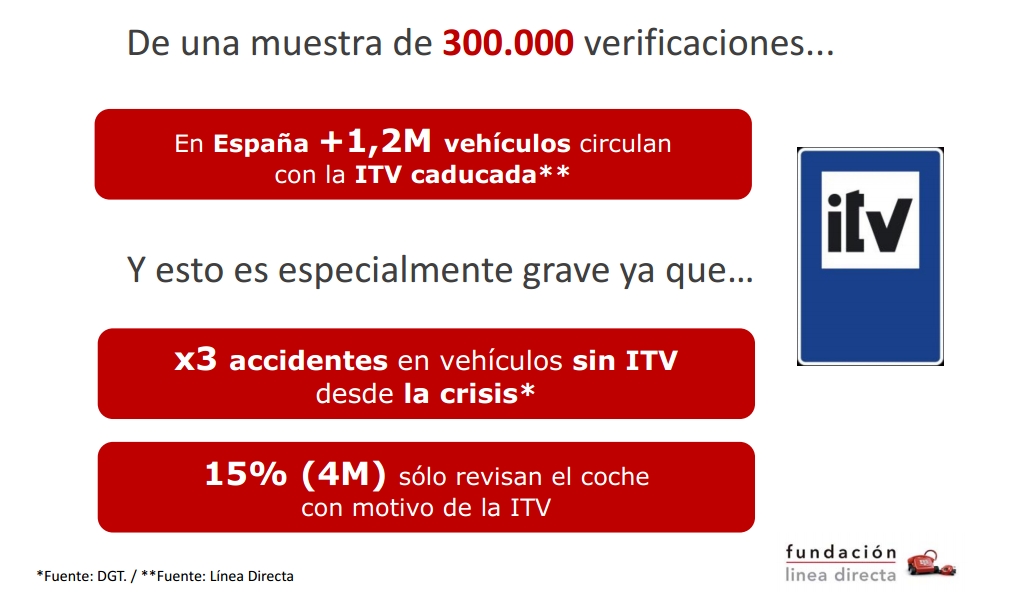 De una muestra de 300.000 verificaciones...
En España +1,2M vehículos circulan
con la ITV caducada**
itv
Y esto es especialmente grave ya que...
x3 accidentes en vehículos sin ITV
desde la crisis*
15% (4M) sólo revisan el coche
con motivo de la ITV
*Fuente: DGT. / **Fuente: Línea Directa
fundación
linea directa